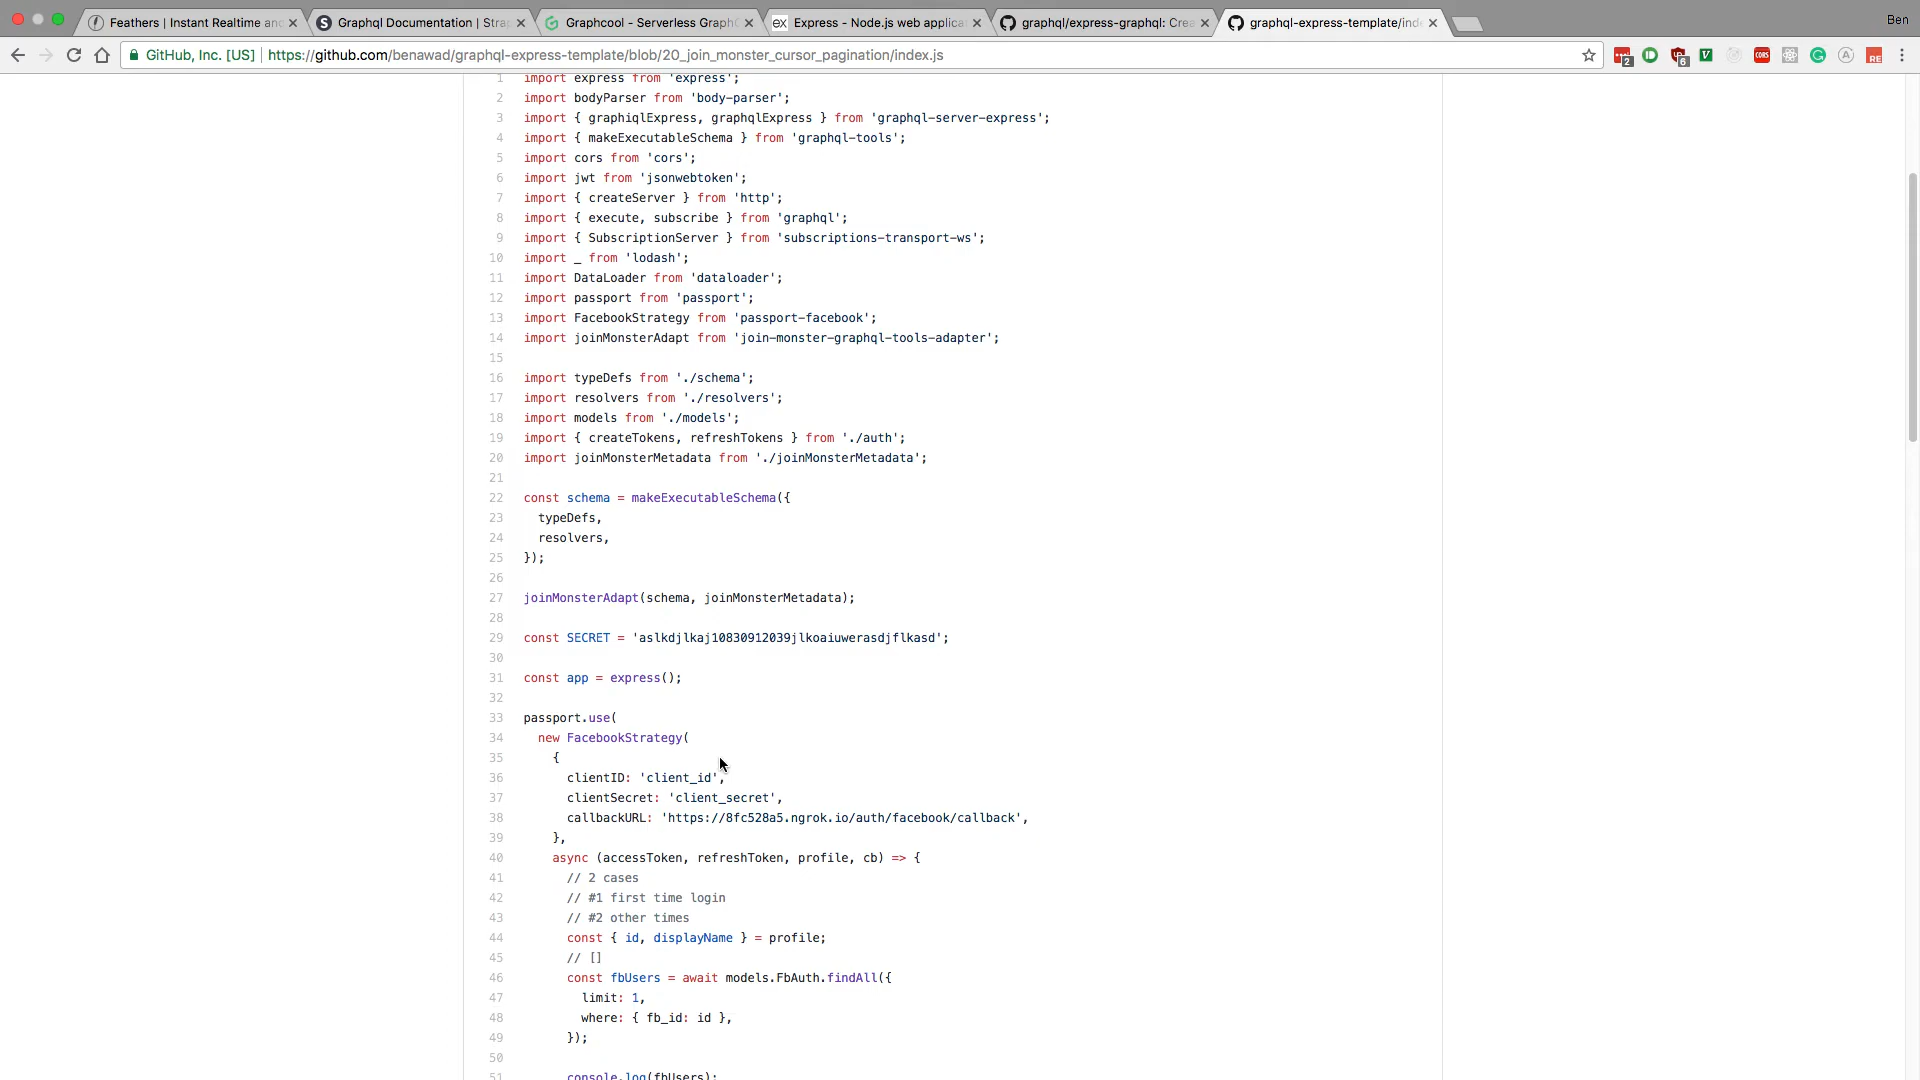 Feathers | Instant Realtime and
Graphql Documentation | Strap
Graphcool - Serverless GraphQ
ex Express - Node.js web applica
graphql/express-graphql: Crea
graphql-express-template/inde
Ben
GitHub, Inc. [US] | https://github.com/benawad/graphql-express-template/blob/20_join_monster_cursor_pagination/index.js
1 import express from 'express';
2 import bodyParser from 'body-parser';
3 import { graphiqlExpress, graphqlExpress } from 'graphql-server-express';
4 import { makeExecutableSchema } from 'graphql-tools';
5 import cors from 'cors';
6 import jwt from 'jsonwebtoken';
7 import { createServer } from 'http';
8 import { execute, subscribe } from 'graphql';
9 import { SubscriptionServer } from 'subscriptions-transport-ws';
10 import _ from 'lodash';
11 import DataLoader from 'dataloader';
12 import passport from 'passport';
13 import FacebookStrategy from 'passport-facebook';
14 import joinMonsterAdapt from 'join-monster-graphql-tools-adapter';
15
16 import typeDefs from './schema';
17 import resolvers from './resolvers';
18 import models from './models';
19 import { createTokens, refreshTokens } from './auth';
20 import joinMonsterMetadata from './joinMonsterMetadata';
21
22 const schema = makeExecutableSchema({
23 typeDefs,
24 resolvers,
25 });
26
27 joinMonsterAdapt(schema, joinMonsterMetadata);
28
29 const SECRET = 'aslkdjlkaj10830912039jlkoaiuwerasdjflkasd';
30
31 const app = express();
32
33 passport.use(
34 new FacebookStrategy(
35 {
36 clientID: 'client_id',
37 clientSecret: 'client_secret',
38 callbackURL: 'https://8fc528a5.ngrok.io/auth/facebook/callback',
39 },
40 async (accessToken, refreshToken, profile, cb) => {
41 // 2 cases
42 // #1 first time login
43 // #2 other times
44 const { id, displayName } = profile;
45 // []
46 const fbUsers = await models.FbAuth.findAll({
47 limit: 1,
48 where: { fb_id: id },
49 });
50
51 console.log(fbUsers);